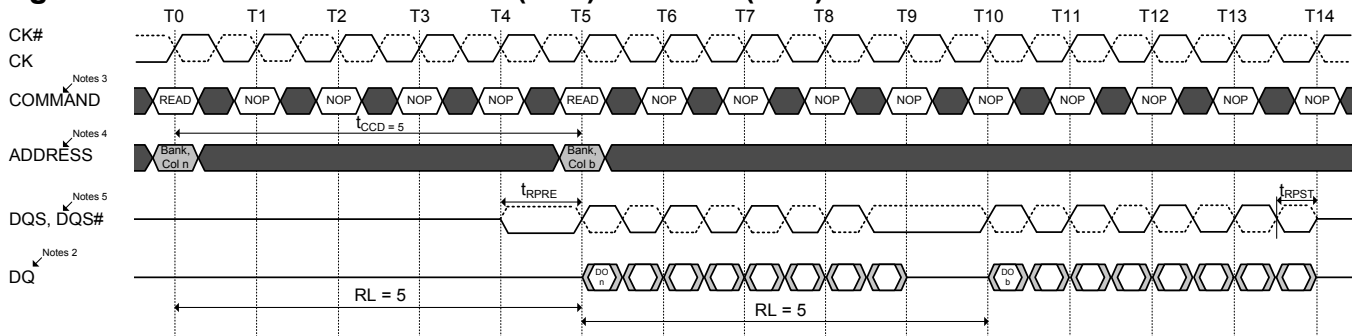 T0 T1 T2 T3 T4 T5 T6 T7 T8 T9 T10 T11 T12 T13 T14
CK#
CK
Notes 3
COMMAND READ NOP NOP NOP NOP READ NOP NOP NOP NOP NOP NOP NOP NOP NOP
tCCD = 5
Notes 4
ADDRESS Bank, Col n Bank, Col b
Notes 5
tRPRE tRPST
DQS, DQS#
Notes 2
DQ DO n DO b
RL = 5
RL = 5